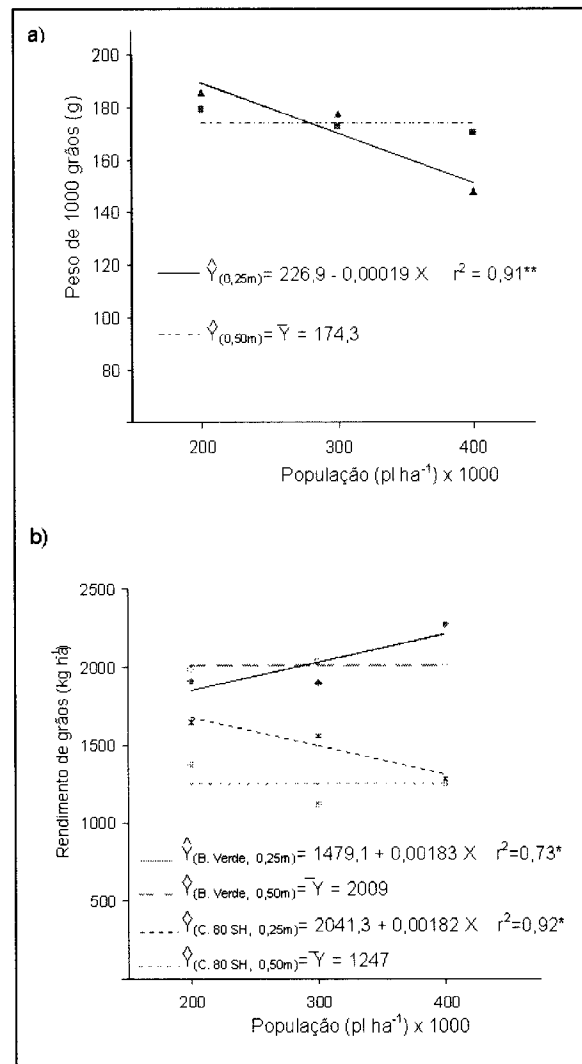 a)
Peso de 1000 grãos (g)
200
180
160
140
120
100
80
Ŷ(0,25m)= 226,9 - 0,00019 X r² = 0,91**
Ŷ(0,50m)= Y̅ = 174,3
200 300 400
População (pl ha⁻¹) x 1000
b)
Rendimento de grãos (kg ha¹)
2500
2000
1500
1000
500
0
Ŷ(B. Verde, 0,25m)= 1479,1 + 0,00183 X r²=0,73*
Ŷ(B. Verde, 0,50m)= Y̅ = 2009
Ŷ(C. 80 SH, 0,25m)= 2041,3 + 0,00182 X r²=0,92*
Ŷ(C. 80 SH, 0,50m)= Y̅ = 1247
200 300 400
População (pl ha⁻¹) x 1000